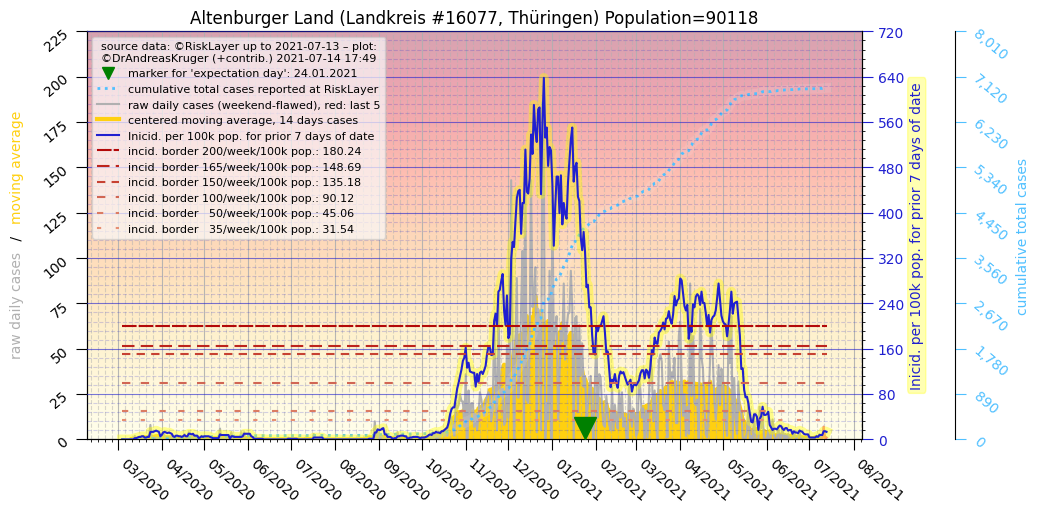 Altenburger Land (Landkreis #16077, Thüringen) Population=90118
source data: ©RiskLayer up to 2021-07-13 – plot:
©DrAndreasKruger (+contrib.) 2021-07-14 17:49
marker for 'expectation day': 24.01.2021
cumulative total cases reported at RiskLayer
raw daily cases (weekend-flawed), red: last 5
centered moving average, 14 days cases
Inicid. per 100k pop. for prior 7 days of date
incid. border 200/week/100k pop.: 180.24
incid. border 165/week/100k pop.: 148.69
incid. border 150/week/100k pop.: 135.18
incid. border 100/week/100k pop.: 90.12
incid. border   50/week/100k pop.: 45.06
incid. border   35/week/100k pop.: 31.54
raw daily cases   /   moving average
225
200
175
150
125
100
75
50
25
0
03/2020
04/2020
05/2020
06/2020
07/2020
08/2020
09/2020
10/2020
11/2020
12/2020
01/2021
02/2021
03/2021
04/2021
05/2021
06/2021
07/2021
08/2021
720
640
560
480
400
320
240
160
80
0
Inicid. per 100k pop. for prior 7 days of date
8,010
7,120
6,230
5,340
4,450
3,560
2,670
1,780
890
0
cumulative total cases